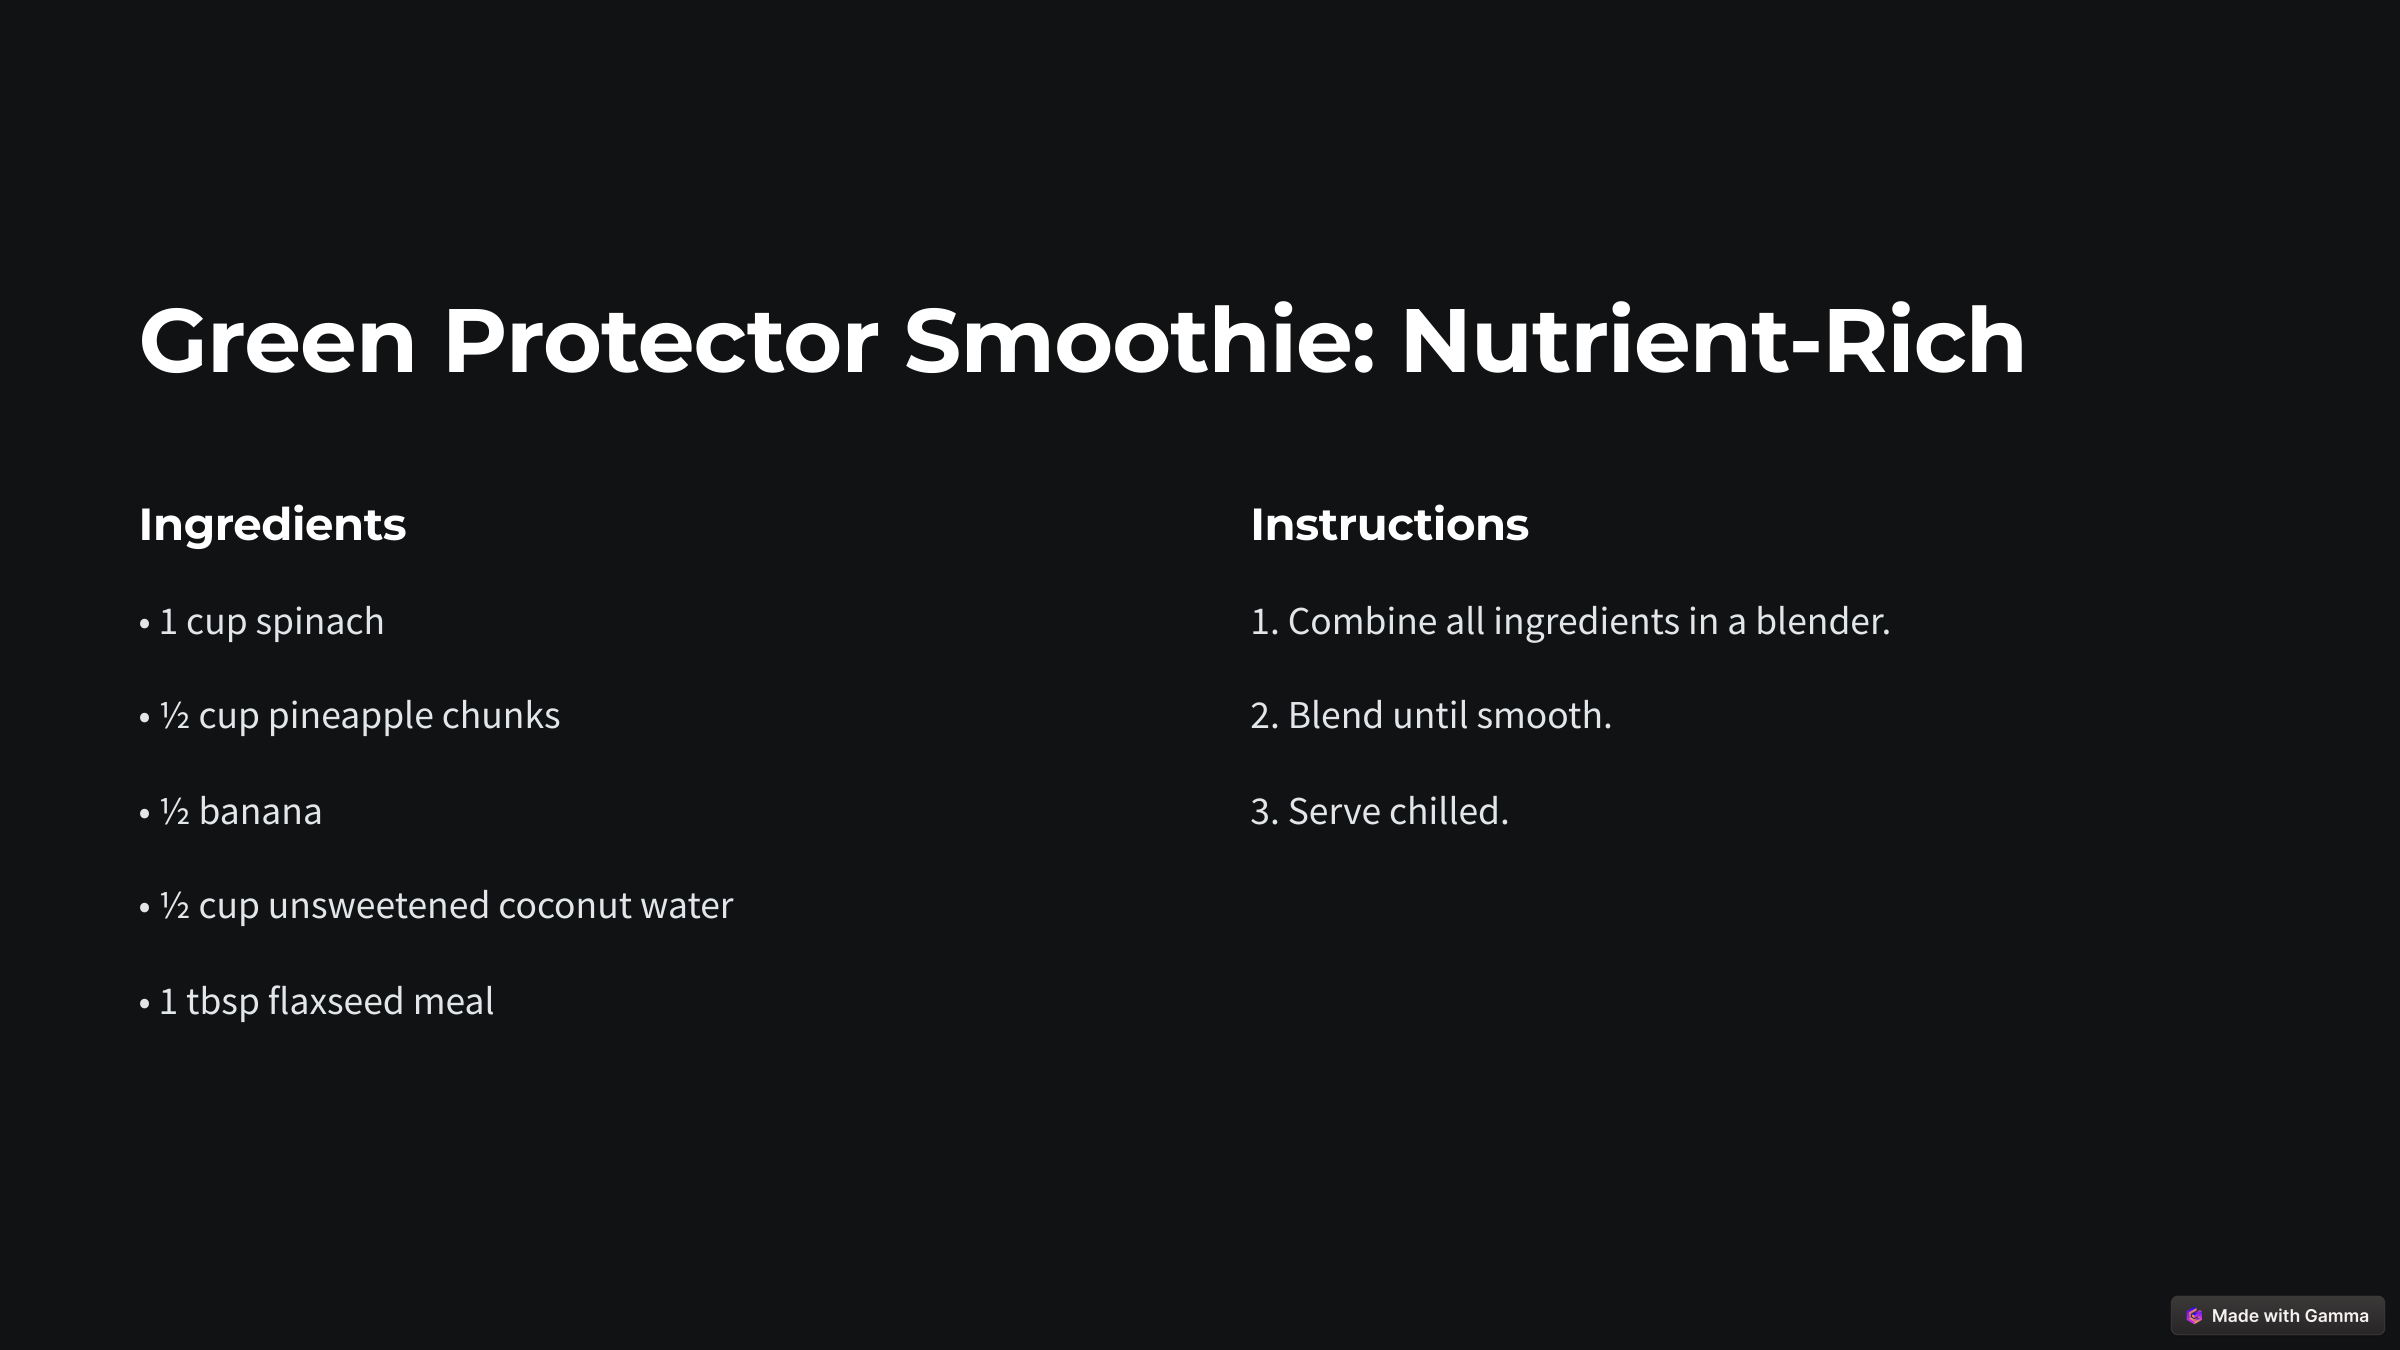 Green Protector Smoothie: Nutrient-Rich
Ingredients
• 1 cup spinach
• ½ cup pineapple chunks
• ½ banana
• ½ cup unsweetened coconut water
• 1 tbsp flaxseed meal
Instructions
1. Combine all ingredients in a blender.
2. Blend until smooth.
3. Serve chilled.
Made with Gamma